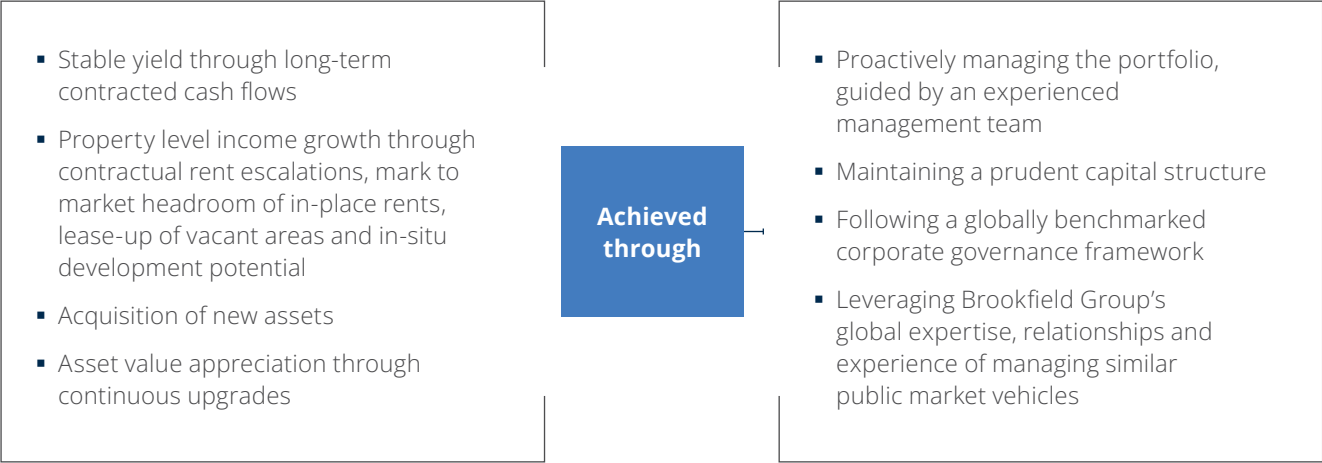 ▪ Stable yield through long-term
contracted cash flows
▪ Property level income growth through
contractual rent escalations, mark to
market headroom of in-place rents,
lease-up of vacant areas and in-situ
development potential
▪ Acquisition of new assets
▪ Asset value appreciation through
continuous upgrades
Achieved
through
▪ Proactively managing the portfolio,
guided by an experienced
management team
▪ Maintaining a prudent capital structure
▪ Following a globally benchmarked
corporate governance framework
▪ Leveraging Brookfield Group’s
global expertise, relationships and
experience of managing similar
public market vehicles